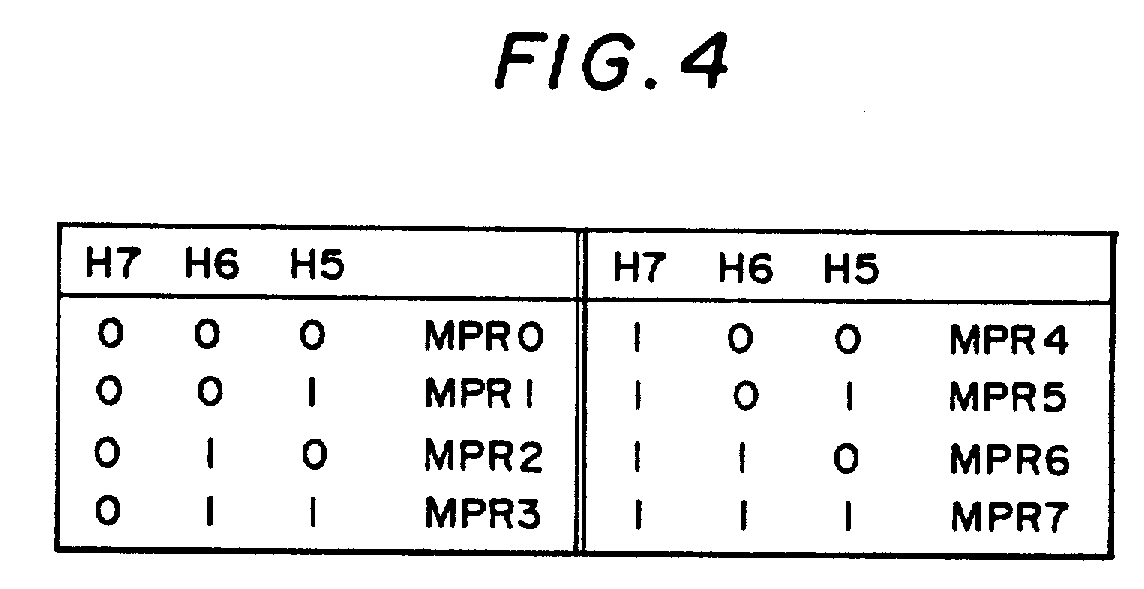 FIG. 4
H7 H6 H5 H7 H6 H5
0 0 0 MPR0 1 0 0 MPR4
0 0 1 MPR1 1 0 1 MPR5
0 1 0 MPR2 1 1 0 MPR6
0 1 1 MPR3 1 1 1 MPR7